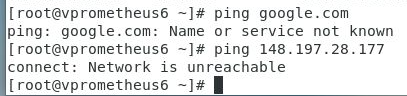 [root@vprometheus6 ~]# ping google.com
ping: google.com: Name or service not known
[root@vprometheus6 ~]# ping 148.197.28.177
connect: Network is unreachable
[root@vprometheus6 ~]#